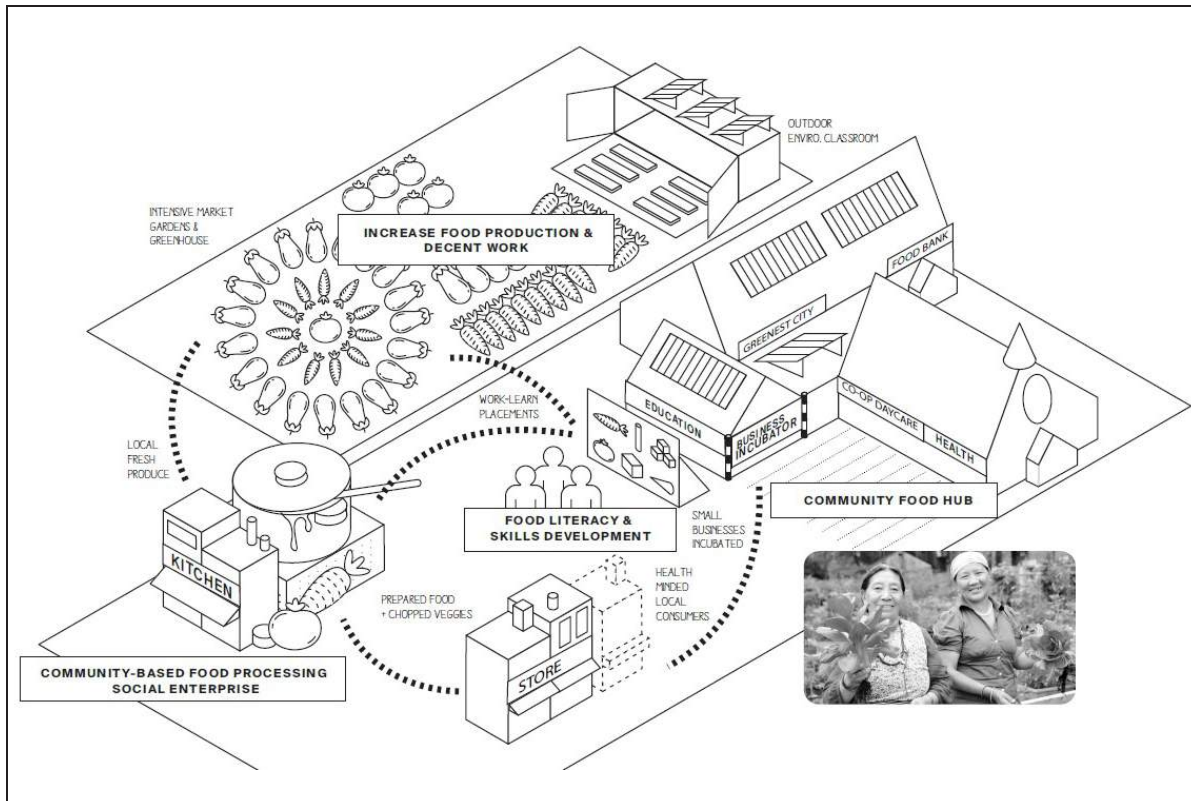 OUTDOOR
ENVIRO. CLASSROOM
INTENSIVE MARKET
GARDENS &
GREENHOUSE
INCREASE FOOD PRODUCTION &
DECENT WORK
FOOD BANK
GREENEST CITY
WORK-LEARN
PLACEMENTS
EDUCATION
BUSINESS
INCUBATOR
CO-OP DAYCARE
HEALTH
LOCAL
FRESH
PRODUCE
COMMUNITY FOOD HUB
FOOD LITERACY &
SKILLS DEVELOPMENT
SMALL
BUSINESSES
INCUBATED
KITCHEN
PREPARED FOOD
+ CHOPPED VEGGIES
HEALTH
MINDED
LOCAL
CONSUMERS
STORE
COMMUNITY-BASED FOOD PROCESSING
SOCIAL ENTERPRISE